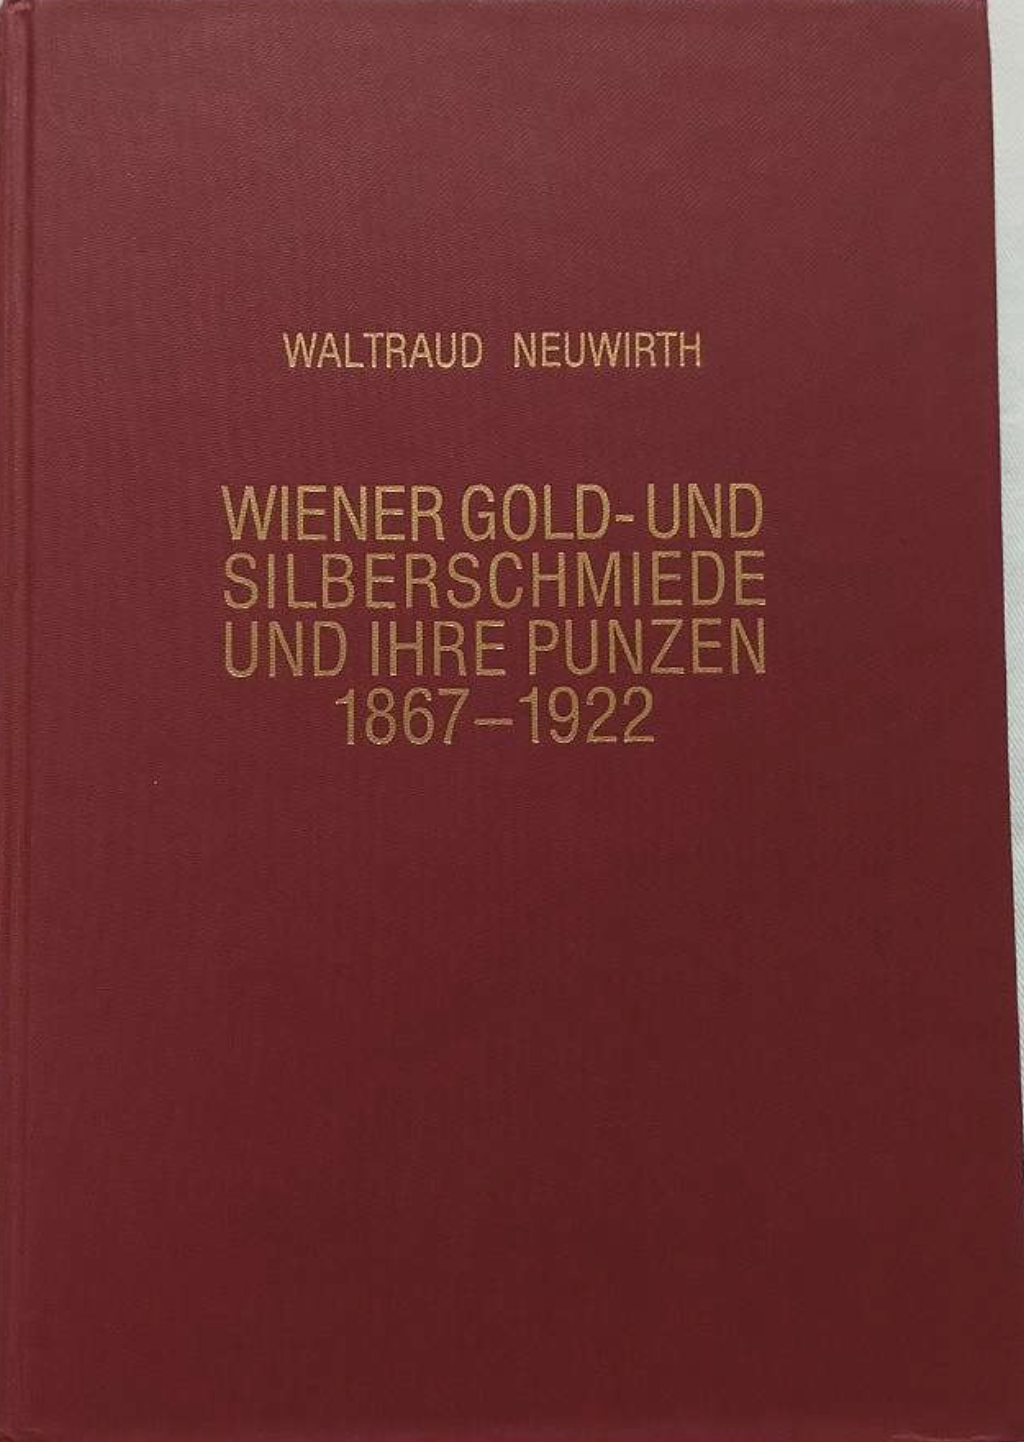 WALTRAUD NEUWIRTH
WIENER GOLD- UND
SILBERSCHMIEDE
UND IHRE PUNZEN
1867–1922